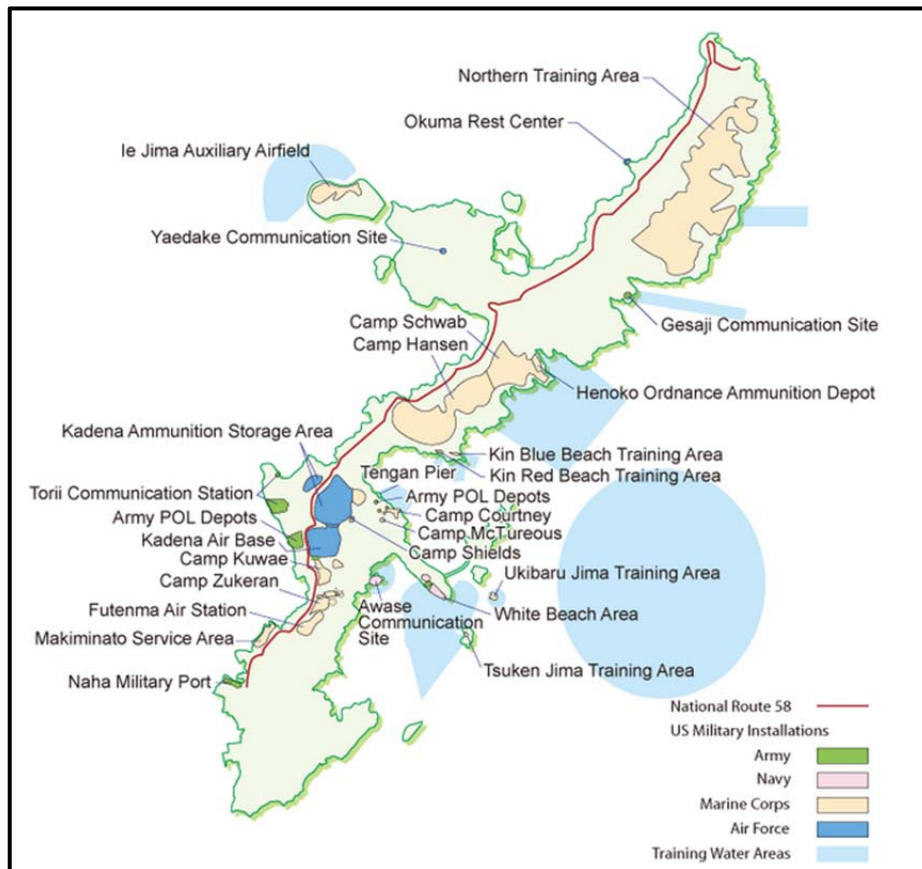 Northern Training Area
Okuma Rest Center
Ie Jima Auxiliary Airfield
Yaedake Communication Site
Gesaji Communication Site
Camp Schwab
Camp Hansen
Henoko Ordnance Ammunition Depot
Kadena Ammunition Storage Area
Kin Blue Beach Training Area
Kin Red Beach Training Area
Tengan Pier
Torii Communication Station
Army POL Depots
Army POL Depots
Camp Courtney
Kadena Air Base
Camp McTureous
Camp Kuwae
Camp Shields
Camp Zukeran
Ukibaru Jima Training Area
Futenma Air Station
Awase
Communication
Site
White Beach Area
Makiminato Service Area
Tsuken Jima Training Area
Naha Military Port
National Route 58
US Military Installations
Army
Navy
Marine Corps
Air Force
Training Water Areas